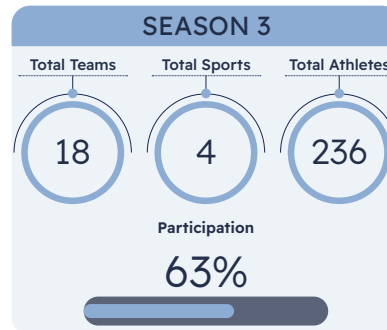 SEASON 3
Total Teams Total Sports Total Athletes
18 4 236
Participation
63%